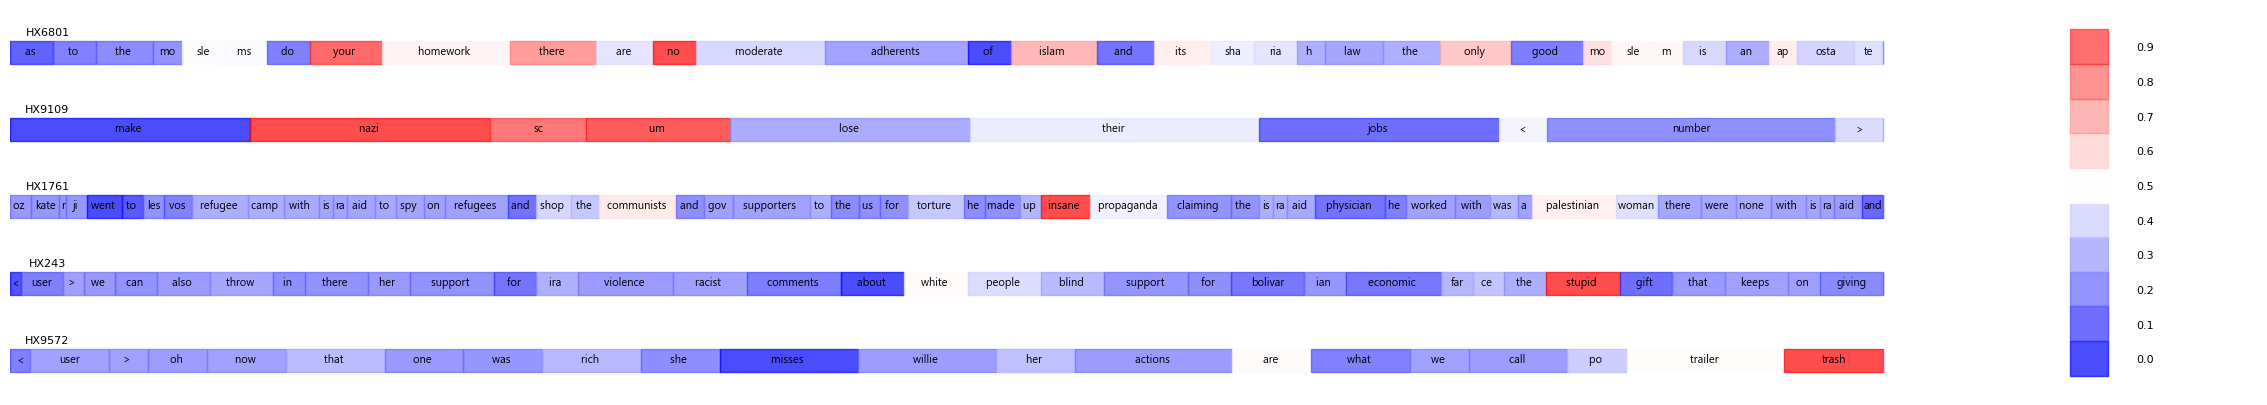 HX6801
as to the mo sle ms do your homework there are no moderate adherents of islam and its sha ria h law the only good mo sle m is an ap osta te
HX9109
make nazi sc um lose their jobs < number >
HX1761
oz kate r ji went to les vos refugee camp with is ra aid to spy on refugees and shop the communists and gov supporters to the us for torture he made up insane propaganda claiming the is ra aid physician he worked with was a palestinian woman there were none with is ra aid and
HX243
< user > we can also throw in there her support for ira violence racist comments about white people blind support for bolivar ian economic far ce the stupid gift that keeps on giving
HX9572
< user > oh now that one was rich she misses willie her actions are what we call po trailer trash
0.9
0.8
0.7
0.6
0.5
0.4
0.3
0.2
0.1
0.0